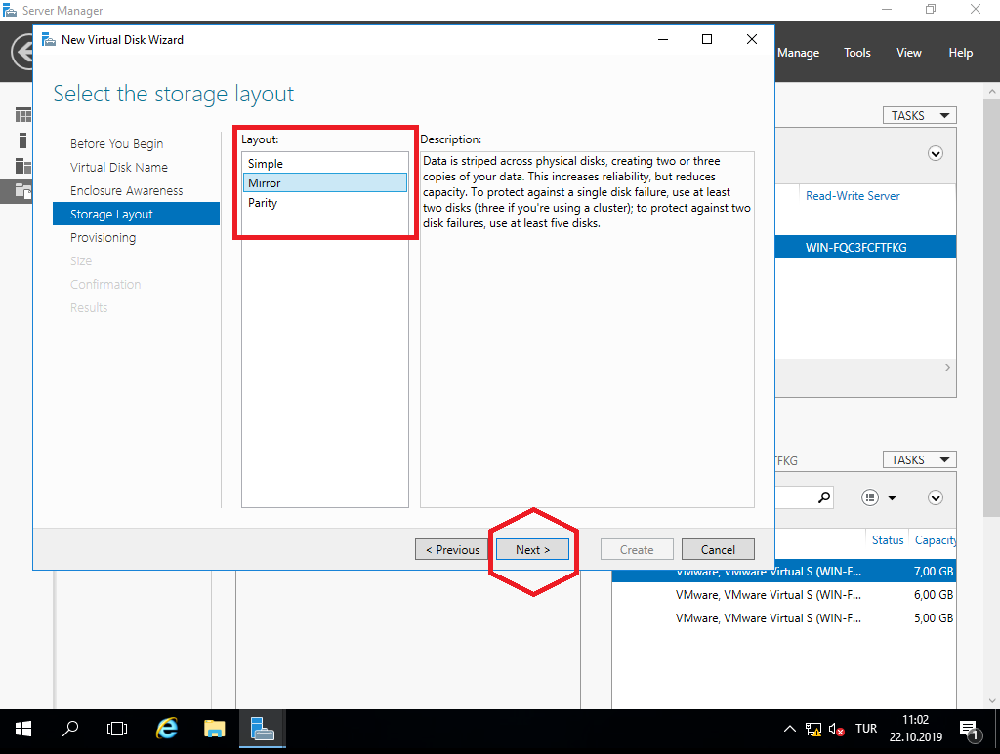 Server Manager
New Virtual Disk Wizard
Manage Tools View Help
Select the storage layout
Before You Begin
Virtual Disk Name
Enclosure Awareness
Storage Layout
Provisioning
Size
Confirmation
Results
Layout:
Simple
Mirror
Parity
Description:
Data is striped across physical disks, creating two or three
copies of your data. This increases reliability, but reduces
capacity. To protect against a single disk failure, use at least
two disks (three if you're using a cluster); to protect against two
disk failures, use at least five disks.
< Previous Next > Create Cancel
TASKS
Read-Write Server
WIN-FQC3FCFTFKG
TFKG
TASKS
Status Capacity
VMware, VMware Virtual S (WIN-F... 7,00 GB
VMware, VMware Virtual S (WIN-F... 6,00 GB
VMware, VMware Virtual S (WIN-F... 5,00 GB
TUR
11:02
22.10.2019
1